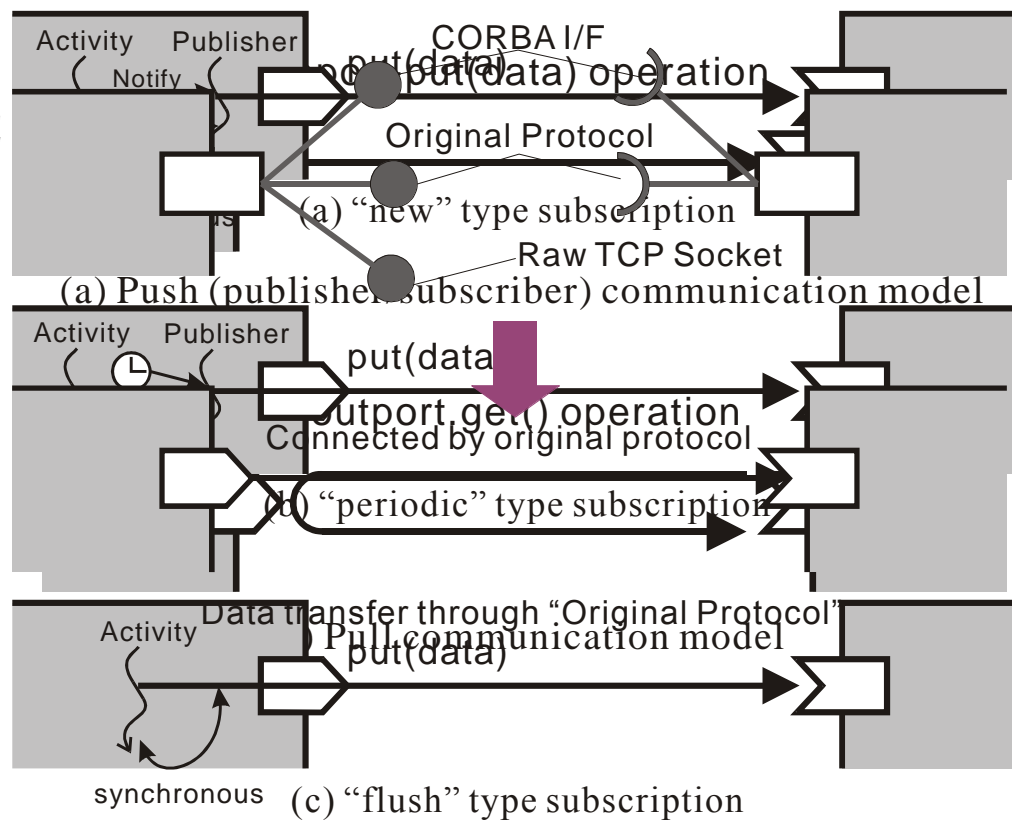 Activity Publisher
CORBA I/F
put(data)
put(data) operation
Notify
Original Protocol
(a) “new” type subscription
us
Raw TCP Socket
(a) Push (publisher/subscriber) communication model
Activity Publisher
put(data
outport.get() operation
Connected by original protocol
(b) “periodic” type subscription
Data transfer through “Original Protocol”
Activity
) Pull communication model
put(data)
synchronous
(c) “flush” type subscription